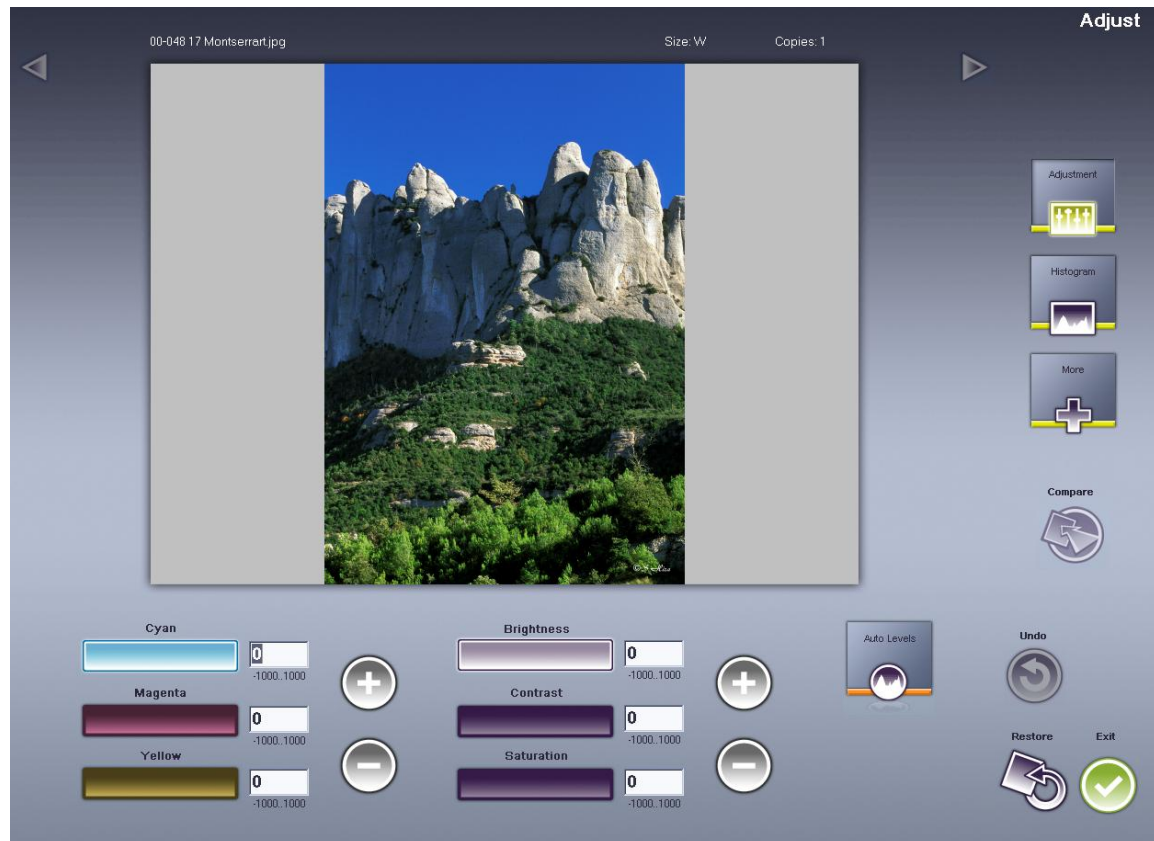 Adjust
00-048 17 Montserrart.jpg Size: W Copies: 1
Adjustment
Histogram
More
Compare
Cyan
0
-1000..1000
Magenta
0
-1000..1000
Yellow
0
-1000..1000
Brightness
0
-1000..1000
Contrast
0
-1000..1000
Saturation
0
-1000..1000
Auto Levels
Undo
Restore
Exit